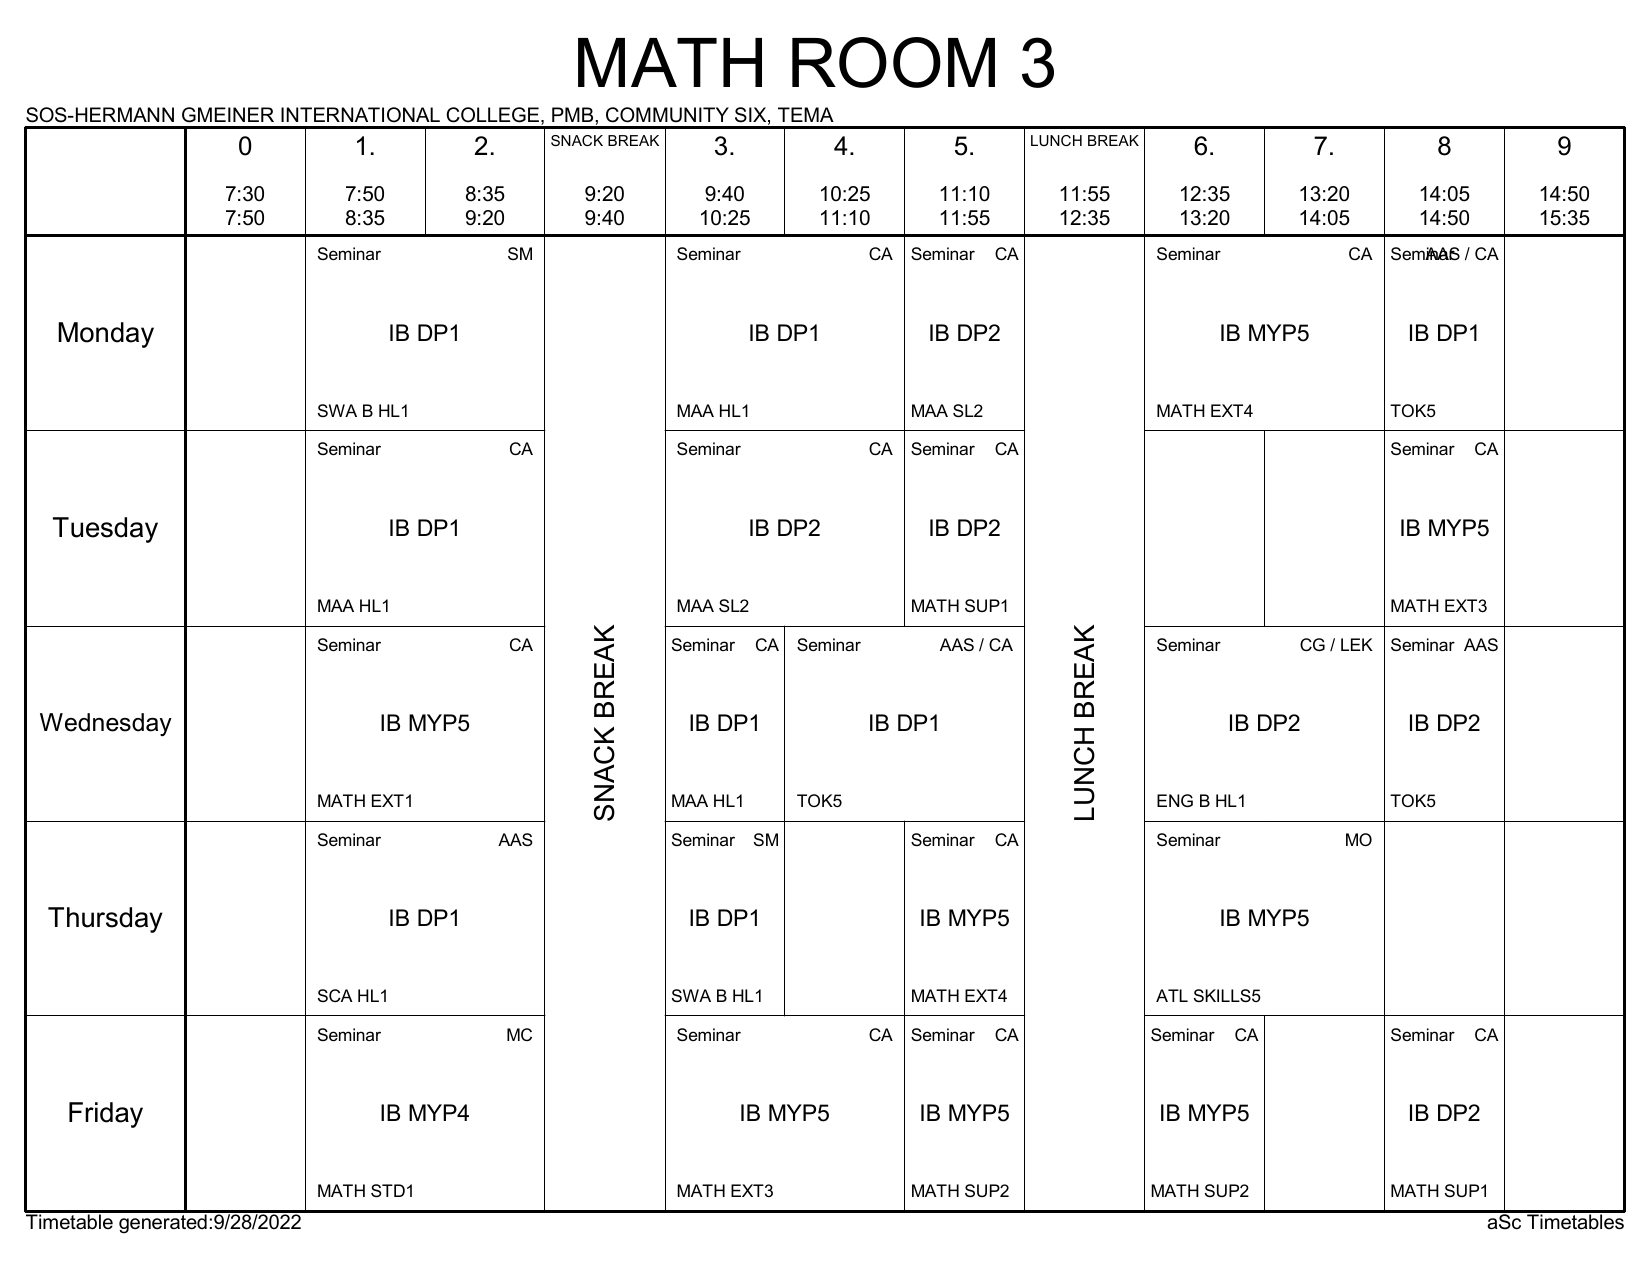 MATH ROOM 3
SOS-HERMANN GMEINER INTERNATIONAL COLLEGE, PMB, COMMUNITY SIX, TEMA
0 1. 2. SNACK BREAK 3. 4. 5. LUNCH BREAK 6. 7. 8 9
7:30 7:50 8:35 9:20 9:40 10:25 11:10 11:55 12:35 13:20 14:05 14:50
7:50 8:35 9:20 9:40 10:25 11:10 11:55 12:35 13:20 14:05 14:50 15:35
Seminar SM Seminar CA Seminar CA Seminar CA Seminar AAS / CA
Monday IB DP1 IB DP1 IB DP2 IB MYP5 IB DP1
SWA B HL1 MAA HL1 MAA SL2 MATH EXT4 TOK5
Seminar CA Seminar CA Seminar CA Seminar CA
Tuesday IB DP1 IB DP2 IB DP2 IB MYP5
MAA HL1 MAA SL2 MATH SUP1 MATH EXT3
SNACK BREAK
LUNCH BREAK
Seminar CA Seminar CA Seminar AAS / CA Seminar CG / LEK Seminar AAS
Wednesday IB MYP5 IB DP1 IB DP1 IB DP2 IB DP2
MATH EXT1 MAA HL1 TOK5 ENG B HL1 TOK5
Seminar AAS Seminar SM Seminar CA Seminar MO
Thursday IB DP1 IB DP1 IB MYP5 IB MYP5
SCA HL1 SWA B HL1 MATH EXT4 ATL SKILLS5
Seminar MC Seminar CA Seminar CA Seminar CA Seminar CA
Friday IB MYP4 IB MYP5 IB MYP5 IB MYP5 IB DP2
MATH STD1 MATH EXT3 MATH SUP2 MATH SUP2 MATH SUP1
Timetable generated:9/28/2022 aSc Timetables